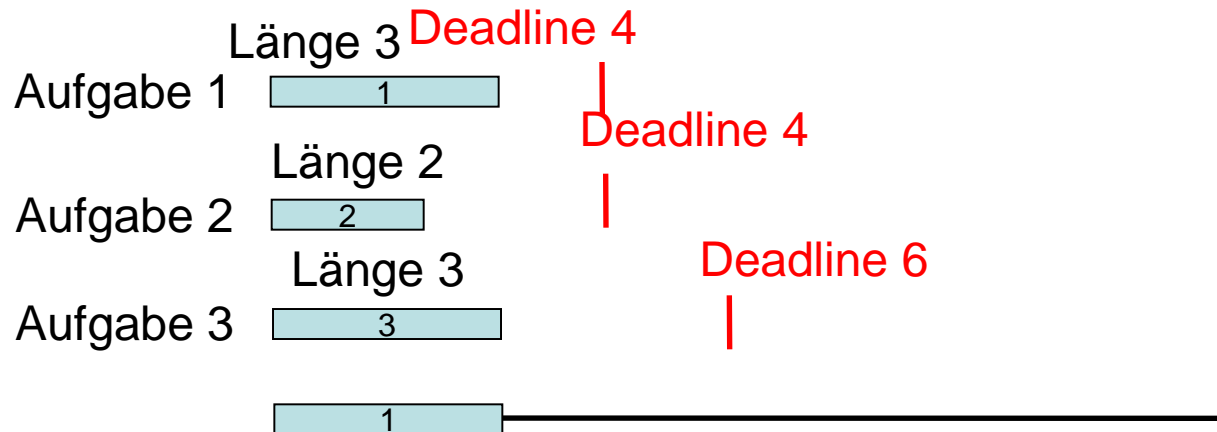 Länge 3 Deadline 4
Aufgabe 1 1
Deadline 4
Länge 2
Aufgabe 2 2
Deadline 6
Länge 3
Aufgabe 3 3
1